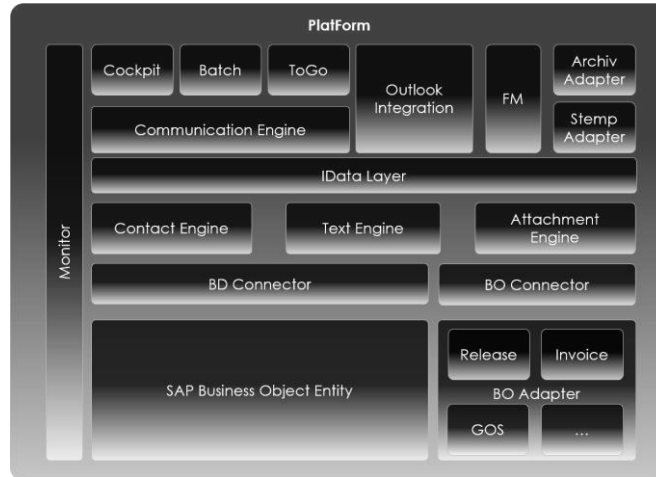 PlatForm
Monitor
Cockpit
Batch
ToGo
Outlook
Integration
FM
Archiv
Adapter
Communication Engine
Stemp
Adapter
IData Layer
Contact Engine
Text Engine
Attachment
Engine
BD Connector
BO Connector
SAP Business Object Entity
Release
Invoice
BO Adapter
GOS
...